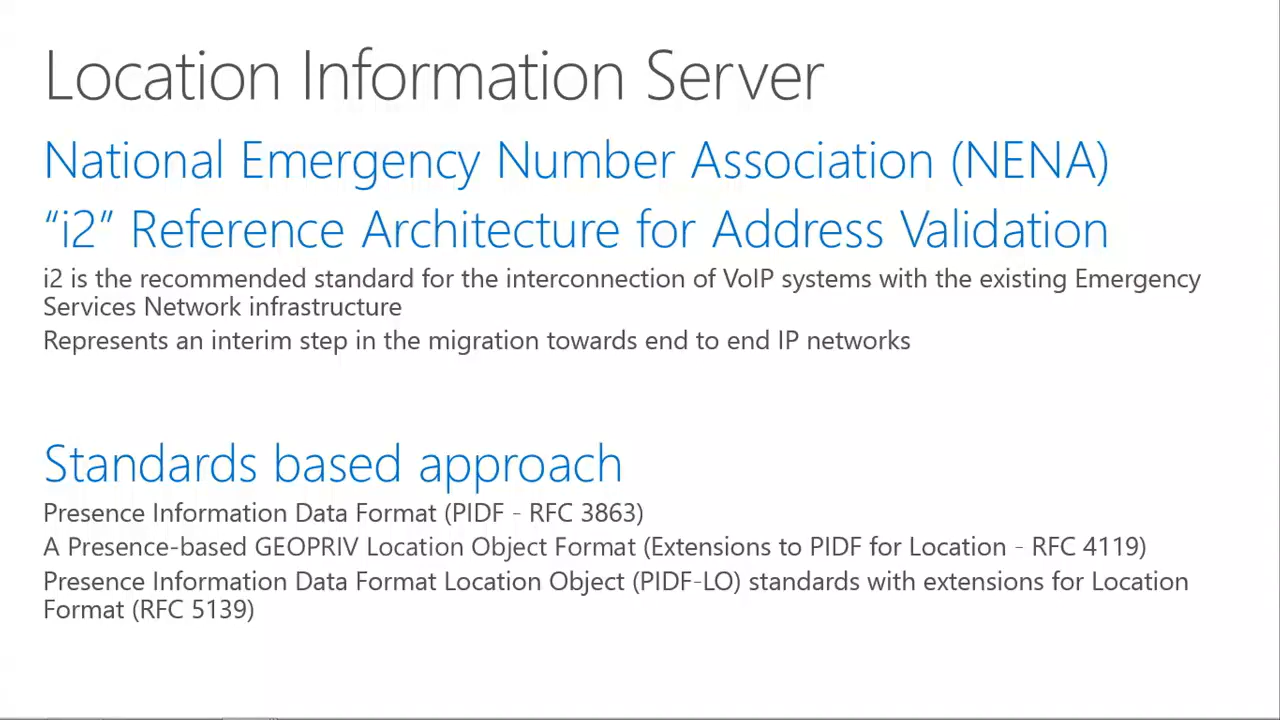 Location Information Server
National Emergency Number Association (NENA)
“i2” Reference Architecture for Address Validation
i2 is the recommended standard for the interconnection of VoIP systems with the existing Emergency
Services Network infrastructure
Represents an interim step in the migration towards end to end IP networks
Standards based approach
Presence Information Data Format (PIDF - RFC 3863)
A Presence-based GEOPRIV Location Object Format (Extensions to PIDF for Location - RFC 4119)
Presence Information Data Format Location Object (PIDF-LO) standards with extensions for Location
Format (RFC 5139)